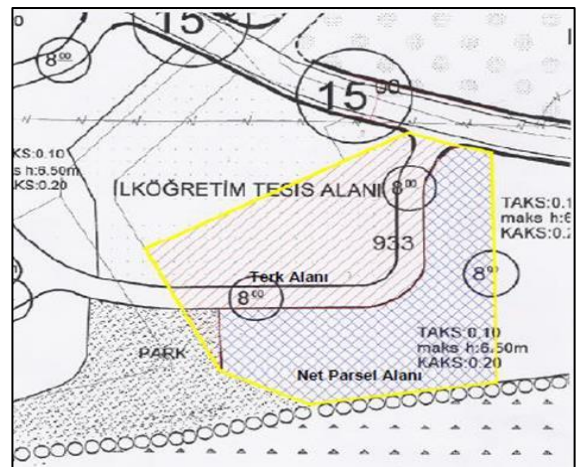 15
8⁰⁰
15⁰⁰
KS:0.10
s h:6.50m
KS:0.20
İLKÖĞRETİM TESIS ALANI
8⁰⁰
TAKS:0.1
maks h:6
KAKS:0.2
933
8⁰⁰
Terk Alanı
8⁰⁰
TAKS:0.10
maks h:6.50m
KAKS:0.20
PARK
Net Parsel Alanı